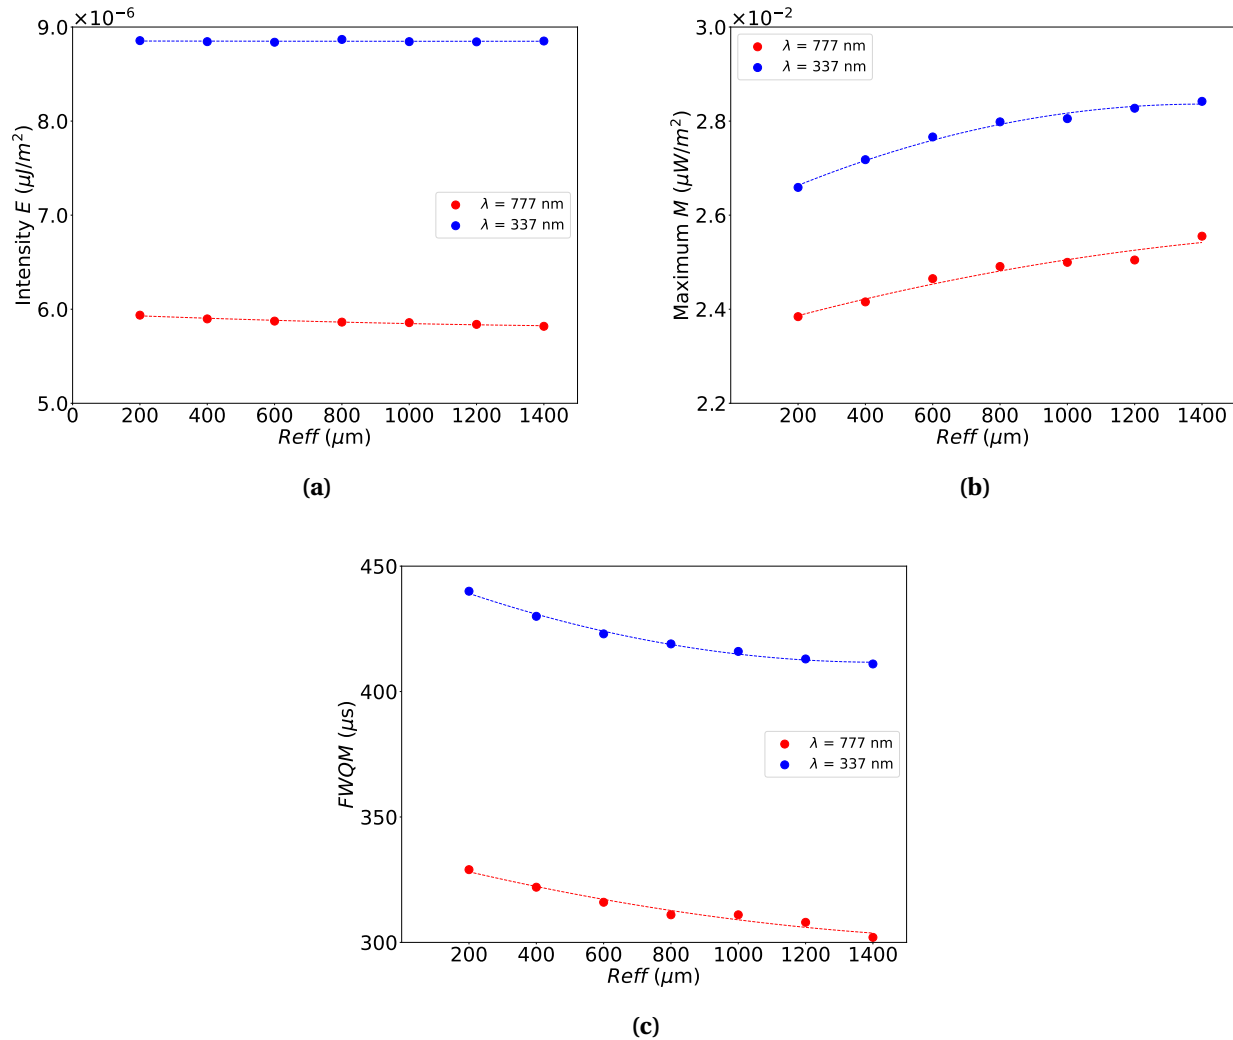 ×10−6
9.0
8.0
7.0
6.0
5.0
Intensity E (μJ/m2)
λ = 777 nm
λ = 337 nm
0 200 400 600 800 1000 1200 1400
Reff (μm)
(a)
×10−2
3.0
2.8
2.6
2.4
2.2
Maximum M (μW/m2)
λ = 777 nm
λ = 337 nm
200 400 600 800 1000 1200 1400
Reff (μm)
(b)
450
400
350
300
FWQM (μs)
λ = 777 nm
λ = 337 nm
200 400 600 800 1000 1200 1400
Reff (μm)
(c)